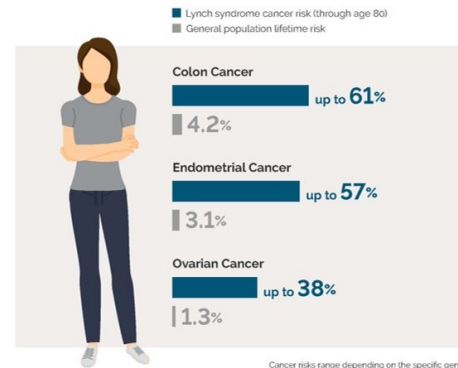 Lynch syndrome cancer risk (through age 80)
General population lifetime risk
Colon Cancer
up to 61%
4.2%
Endometrial Cancer
up to 57%
3.1%
Ovarian Cancer
up to 38%
1.3%
Cancer risks range depending on the specific